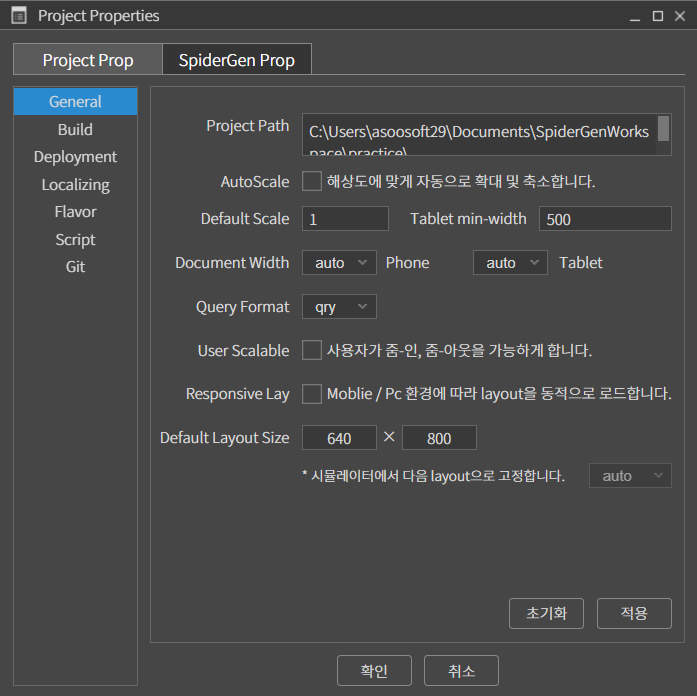 Project Properties
Project Prop SpiderGen Prop
General
Build
Deployment
Localizing
Flavor
Script
Git
Project Path C:\Users\asoosoft29\Documents\SpiderGenWorks
pace\practice\
AutoScale 해상도에 맞게 자동으로 확대 및 축소합니다.
Default Scale 1 Tablet min-width 500
Document Width auto Phone auto Tablet
Query Format qry
User Scalable 사용자가 줌-인, 줌-아웃을 가능하게 합니다.
Responsive Lay Moblie / Pc 환경에 따라 layout을 동적으로 로드합니다.
Default Layout Size 640 × 800
* 시뮬레이터에서 다음 layout으로 고정합니다. auto
초기화 적용
확인 취소